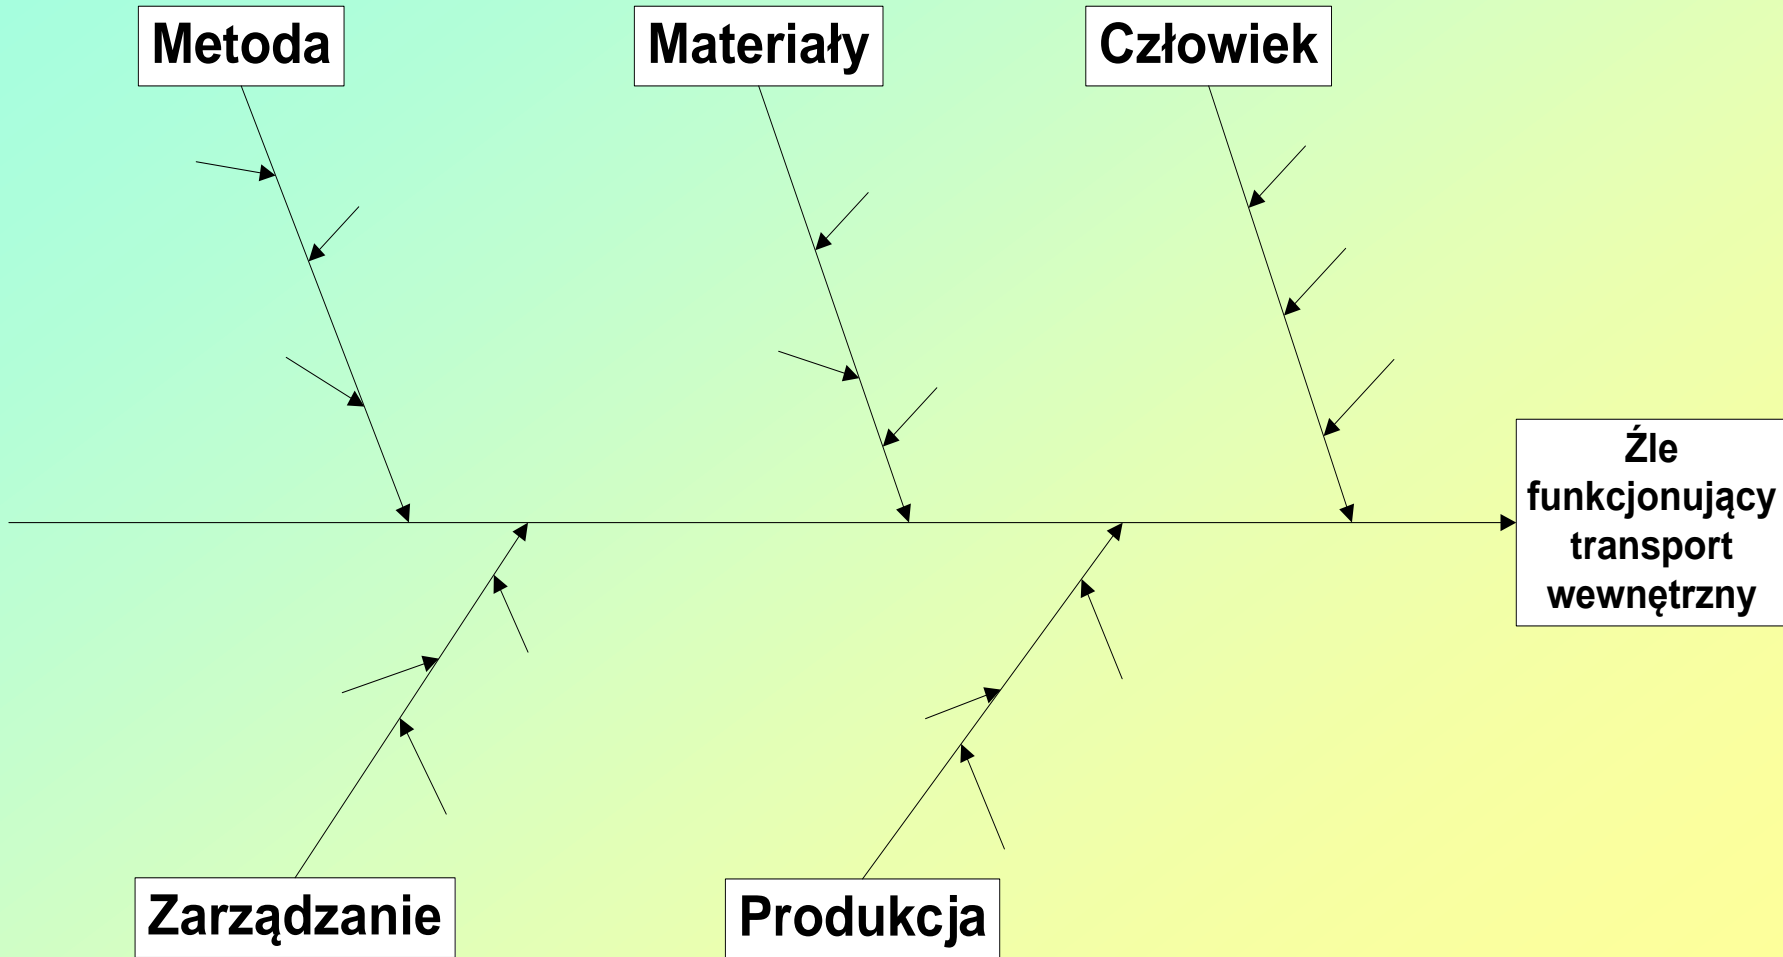 Metoda
Materiały
Człowiek
Źle
funkcjonujący
transport
wewnętrzny
Zarządzanie
Produkcja